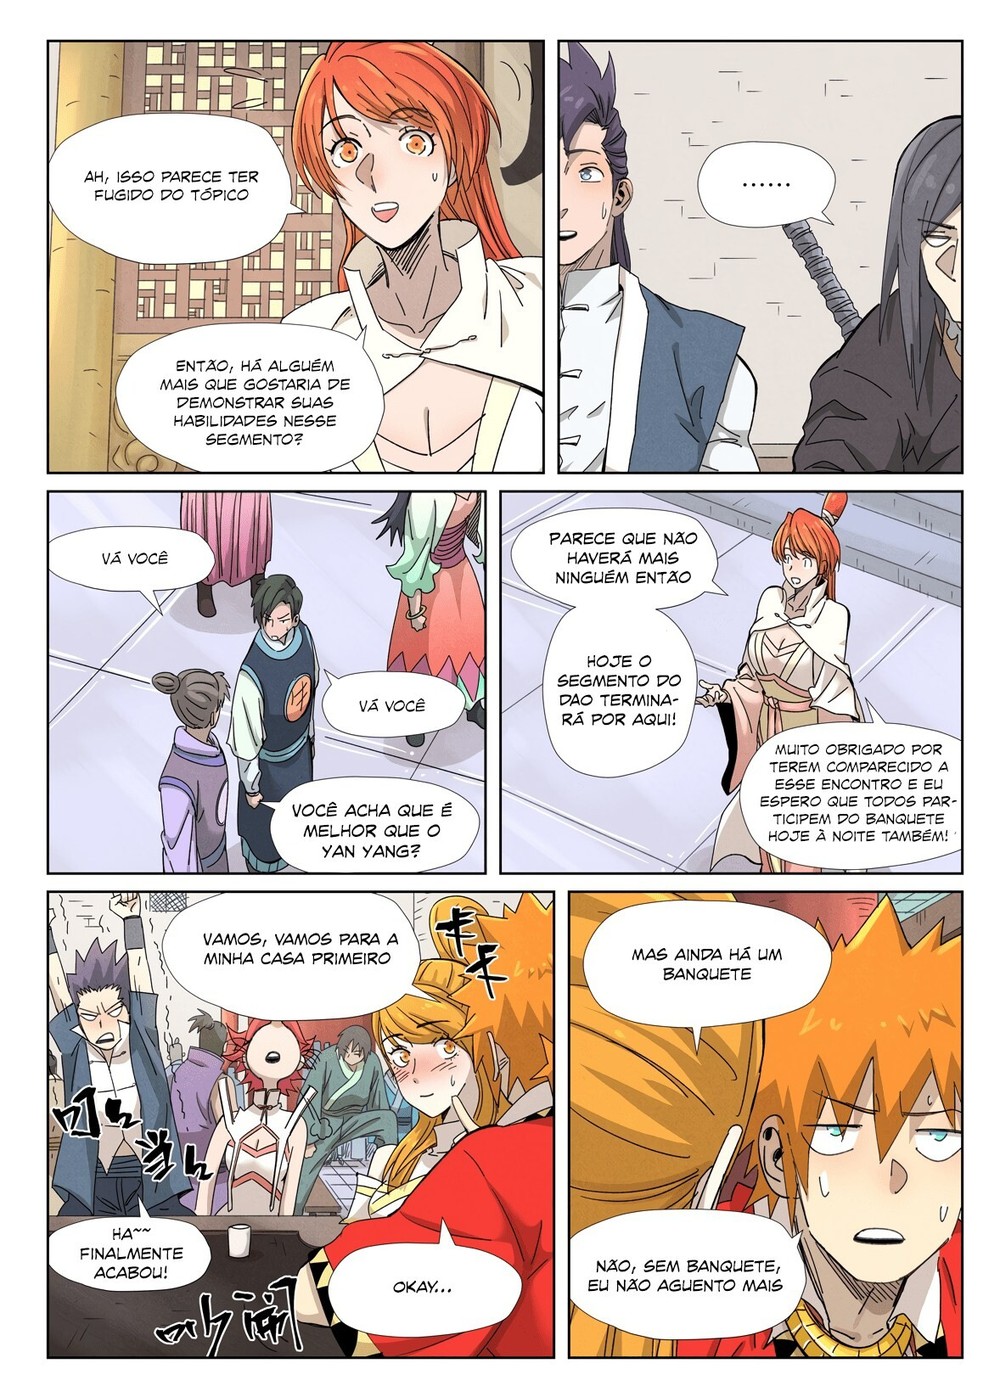 AH, ISSO PARECE TER
FUGIDO DO TÓPICO
ENTÃO, HÁ ALGUÉM
MAIS QUE GOSTARIA DE
DEMONSTRAR SUAS
HABILIDADES NESSE
SEGMENTO?
......
VÁ VOCÊ
VÁ VOCÊ
VOCÊ ACHA QUE É
MELHOR QUE O
YAN YANG?
PARECE QUE NÃO
HAVERÁ MAIS
NINGUÉM ENTÃO
HOJE O
SEGMENTO DO
DAO TERMINA-
RÁ POR AQUI!
MUITO OBRIGADO POR
TEREM COMPARECIDO A
ESSE ENCONTRO E EU
ESPERO QUE TODOS PAR-
TICIPEM DO BANQUETE
HOJE À NOITE TAMBÉM!
VAMOS, VAMOS PARA A
MINHA CASA PRIMEIRO
HA~~
FINALMENTE
ACABOU!
OKAY...
MAS AINDA HÁ UM
BANQUETE
NÃO, SEM BANQUETE,
EU NÃO AGUENTO MAIS